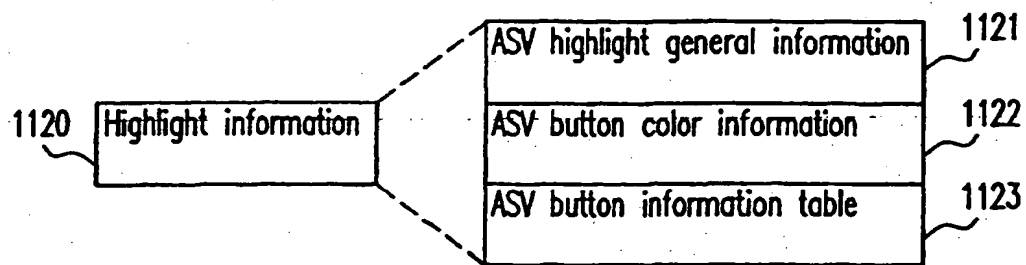 ASV highlight general information 1121
1120 Highlight information
ASV button color information 1122
ASV button information table 1123